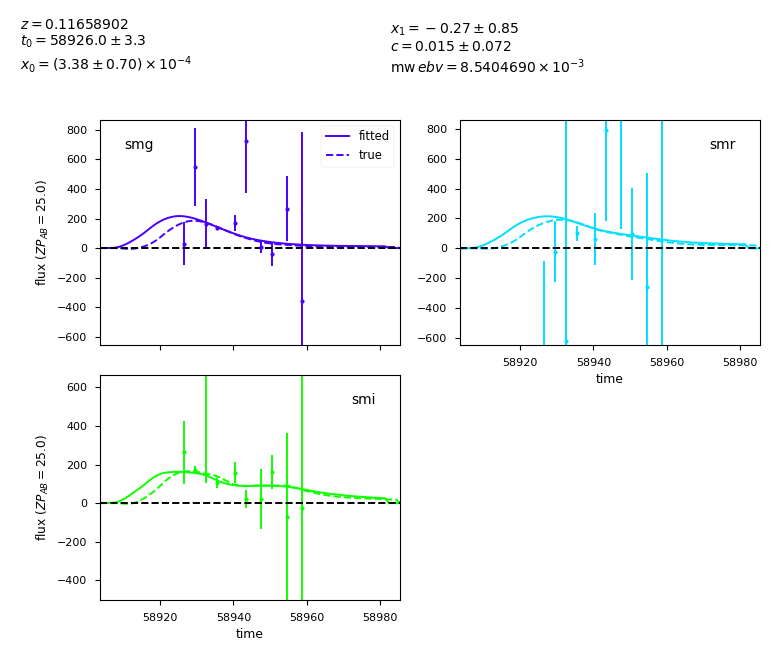 z = 0.11658902
t₀ = 58926.0 ± 3.3
x₀ = (3.38 ± 0.70) × 10⁻⁴
x₁ = −0.27 ± 0.85
c = 0.015 ± 0.072
mw ebv = 8.5404690 × 10⁻³
smg
fitted
true
800
600
400
200
0
−200
−400
−600
flux (ZP_AB = 25.0)
smr
800
600
400
200
0
−200
−400
−600
58920 58940 58960 58980
time
smi
600
400
200
0
−200
−400
flux (ZP_AB = 25.0)
58920 58940 58960 58980
time